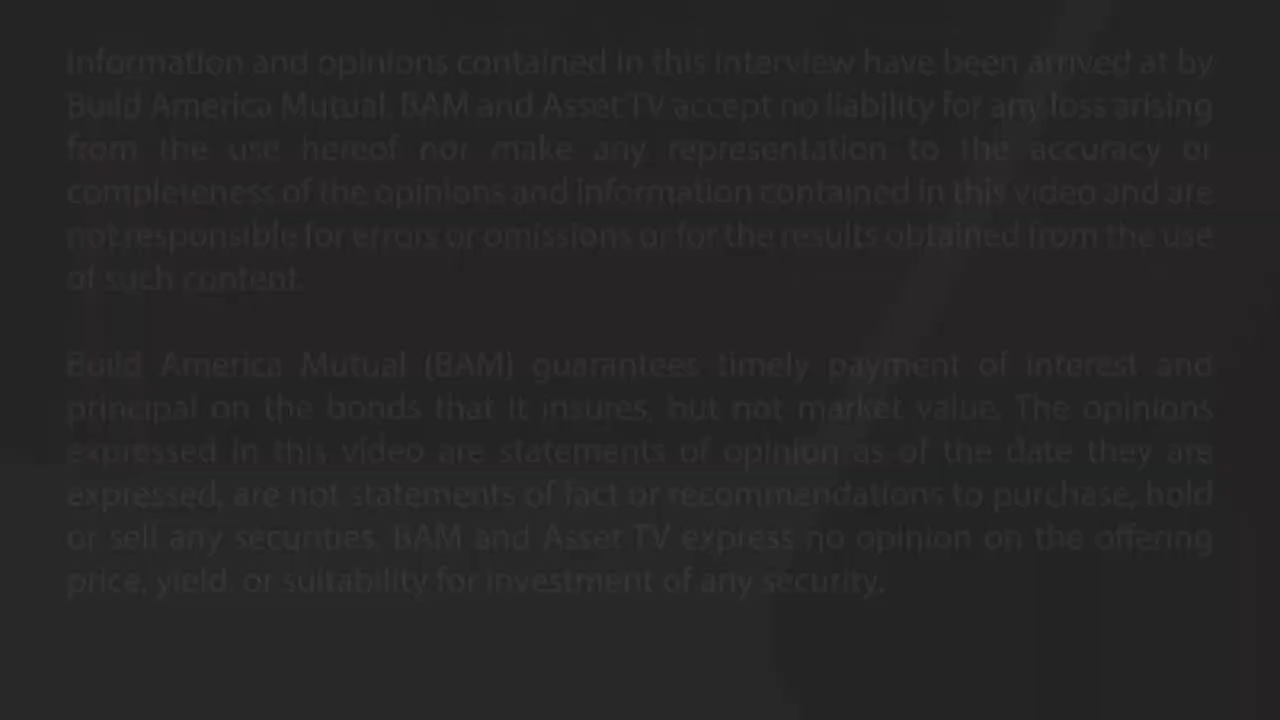 Information and opinions contained in this interview have been arrived at by
Build America Mutual. BAM and Asset TV accept no liability for any loss arising
from the use hereof nor make any representation to the accuracy or
completeness of the opinions and information contained in this video and are
not responsible for errors or omissions or for the results obtained from the use
of such content.
Build America Mutual (BAM) guarantees timely payment of interest and
principal on the bonds that it insures, but not market value. The opinions
expressed in this video are statements of opinion as of the date they are
expressed, are not statements of fact or recommendations to purchase, hold
or sell any securities. BAM and Asset TV express no opinion on the offering
price, yield, or suitability for investment of any security.